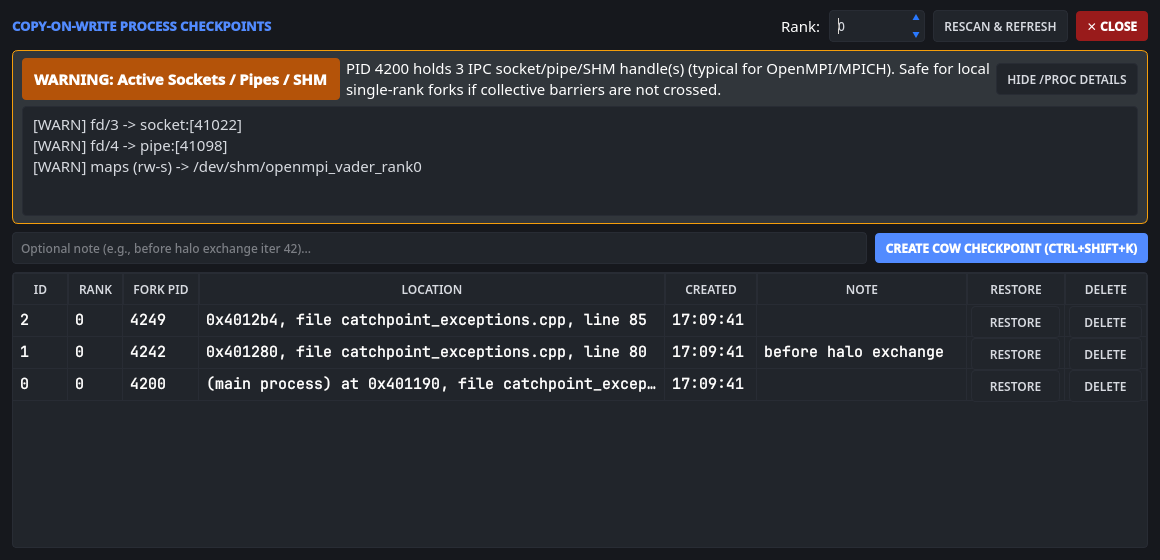 COPY-ON-WRITE PROCESS CHECKPOINTS
Rank: 0
RESCAN & REFRESH
× CLOSE
WARNING: Active Sockets / Pipes / SHM
PID 4200 holds 3 IPC socket/pipe/SHM handle(s) (typical for OpenMPI/MPICH). Safe for local
single-rank forks if collective barriers are not crossed.
HIDE /PROC DETAILS
[WARN] fd/3 -> socket:[41022]
[WARN] fd/4 -> pipe:[41098]
[WARN] maps (rw-s) -> /dev/shm/openmpi_vader_rank0
Optional note (e.g., before halo exchange iter 42)...
CREATE COW CHECKPOINT (CTRL+SHIFT+K)
ID RANK FORK PID LOCATION CREATED NOTE RESTORE DELETE
2 0 4249 0x4012b4, file catchpoint_exceptions.cpp, line 85 17:09:41 RESTORE DELETE
1 0 4242 0x401280, file catchpoint_exceptions.cpp, line 80 17:09:41 before halo exchange RESTORE DELETE
0 0 4200 (main process) at 0x401190, file catchpoint_excep… 17:09:41 RESTORE DELETE